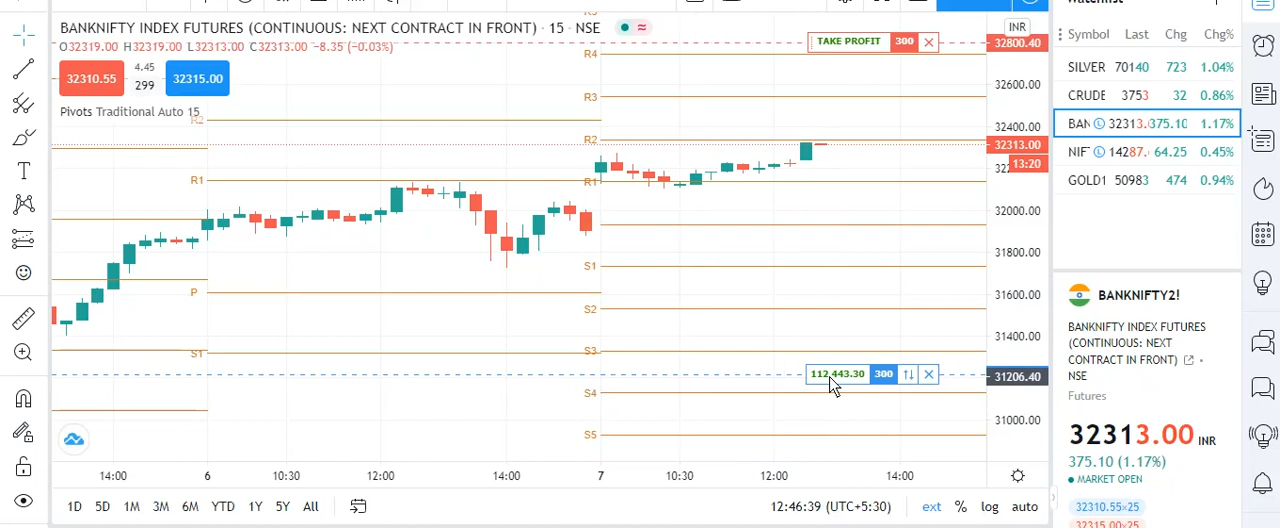 BANKNIFTY INDEX FUTURES (CONTINUOUS: NEXT CONTRACT IN FRONT) · 15 · NSE
O32319.00 H32319.00 L32313.00 C32313.00 −8.35 (−0.03%)
32310.55
4.45
299
32315.00
Pivots Traditional Auto 15
R2
R1
P
S1
R4
R3
R2
R1
S1
S2
S3
S4
S5
TAKE PROFIT 300
112,443.30 300
INR
32800.40
32600.00
32400.00
32313.00
13:20
32000.00
31800.00
31600.00
31400.00
31206.40
31000.00
14:00 6 10:30 12:00 14:00 7 10:30 12:00 14:00
1D 5D 1M 3M 6M YTD 1Y 5Y All
12:46:39 (UTC+5:30) ext % log auto
Symbol Last Chg Chg%
SILVER 70140 723 1.04%
CRUDE 3753 32 0.86%
BAN L 32313. 375.10 1.17%
NIF L 14287. 64.25 0.45%
GOLD1 50983 474 0.94%
BANKNIFTY2!
BANKNIFTY INDEX FUTURES
(CONTINUOUS: NEXT
CONTRACT IN FRONT) •
NSE
Futures
32313.00 INR
375.10 (1.17%)
MARKET OPEN
32310.55×25
32315.00×25